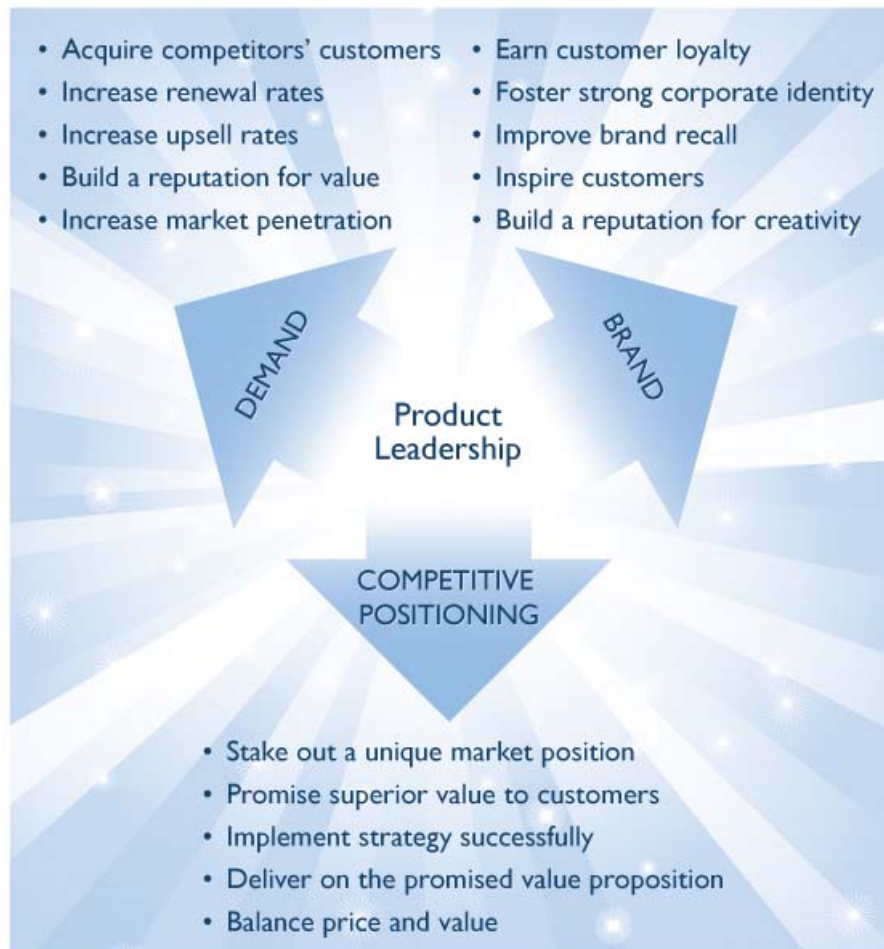 • Acquire competitors’ customers
• Increase renewal rates
• Increase upsell rates
• Build a reputation for value
• Increase market penetration
• Earn customer loyalty
• Foster strong corporate identity
• Improve brand recall
• Inspire customers
• Build a reputation for creativity
DEMAND
BRAND
Product
Leadership
COMPETITIVE
POSITIONING
• Stake out a unique market position
• Promise superior value to customers
• Implement strategy successfully
• Deliver on the promised value proposition
• Balance price and value